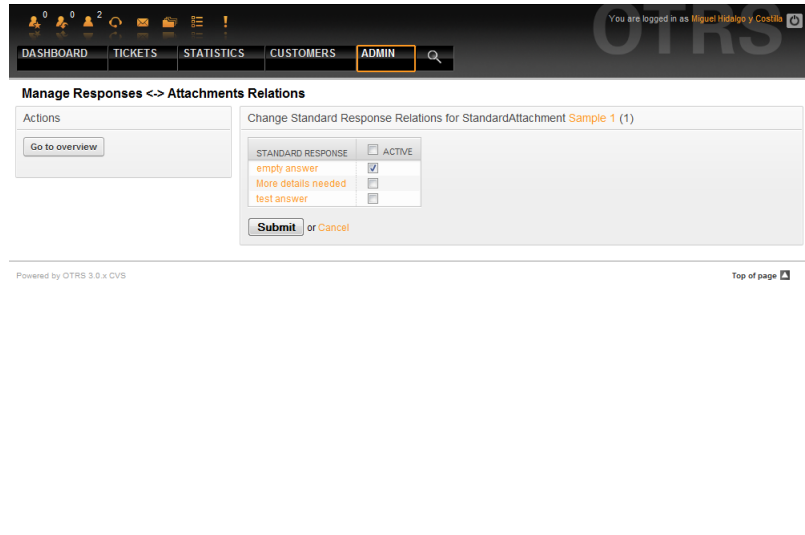 0 0 2
OTRS
You are logged in as Miguel Hidalgo y Costilla
DASHBOARD TICKETS STATISTICS CUSTOMERS ADMIN
Manage Responses <-> Attachments Relations
Actions
Go to overview
Change Standard Response Relations for StandardAttachment Sample 1 (1)
STANDARD RESPONSE ACTIVE
empty answer
More details needed
test answer
Submit or Cancel
Powered by OTRS 3.0.x CVS
Top of page